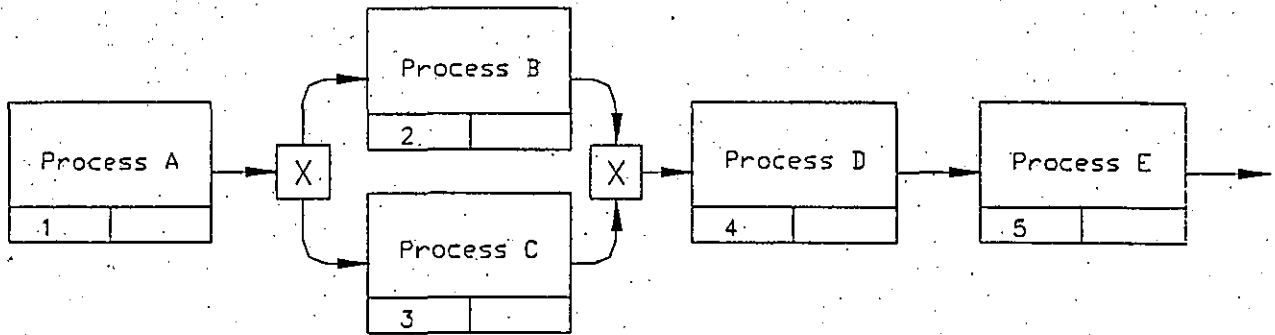 Process A
1
X
Process B
2
Process C
3
X
Process D
4
Process E
5